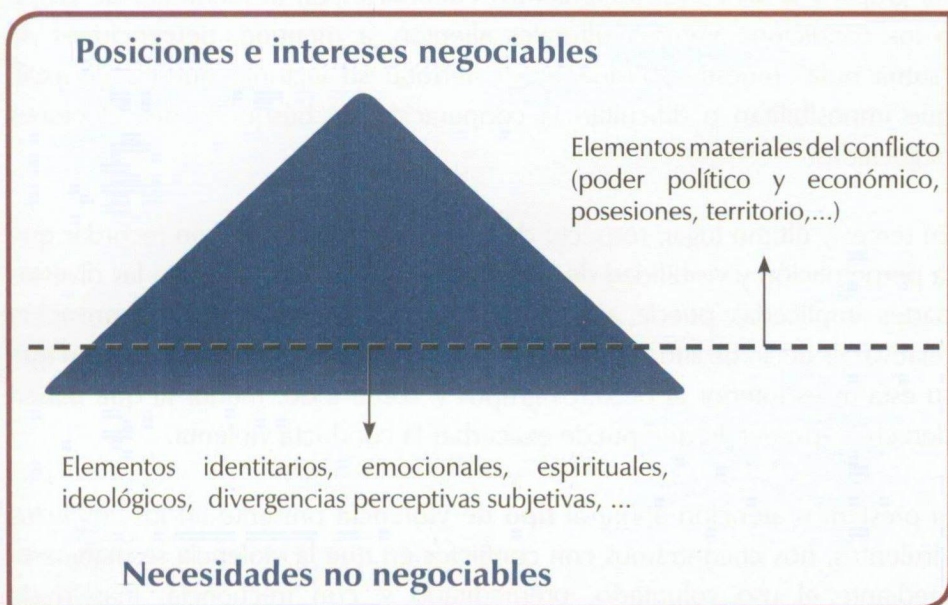 Posiciones e intereses negociables
Elementos materiales del conflicto
(poder político y económico,
posesiones, territorio,...)
Elementos identitarios, emocionales, espirituales,
ideológicos, divergencias perceptivas subjetivas, ...
Necesidades no negociables